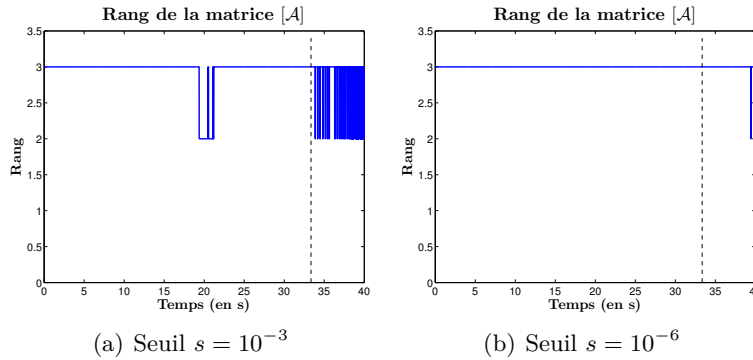 Rang de la matrice [𝒜]
3.5
3
2.5
2
1.5
1
0.5
0
Rang
0 5 10 15 20 25 30 35 40
Temps (en s)
(a) Seuil s = 10⁻³
Rang de la matrice [𝒜]
3.5
3
2.5
2
1.5
1
0.5
0
Rang
0 5 10 15 20 25 30 35 40
Temps (en s)
(b) Seuil s = 10⁻⁶